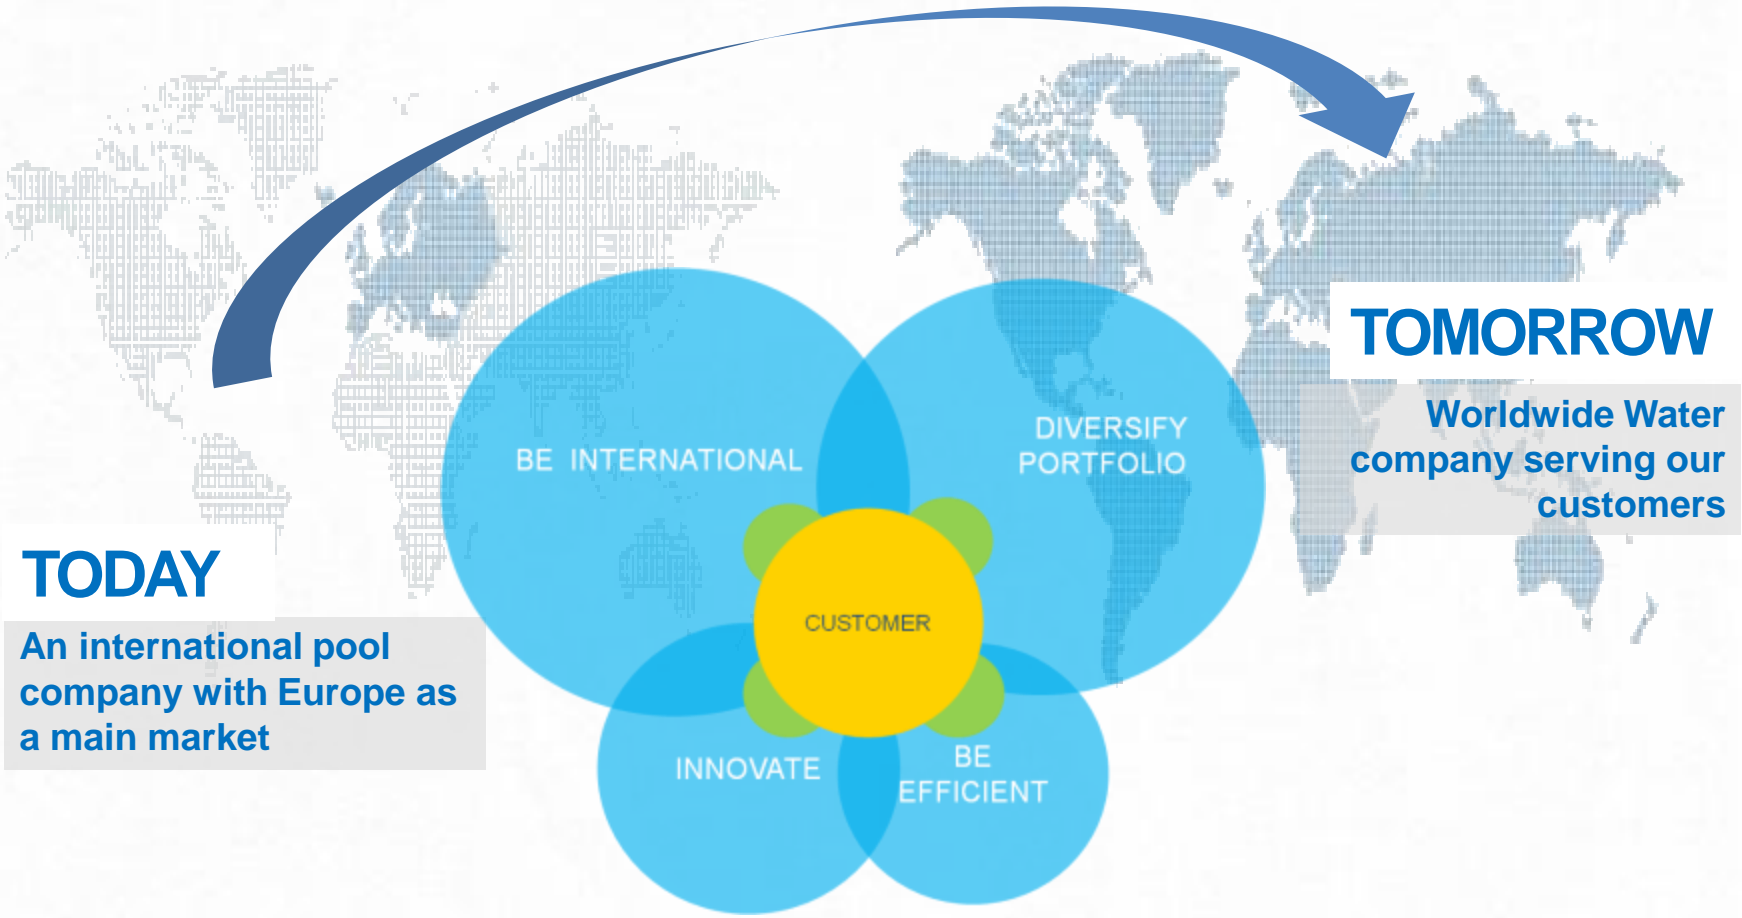 TODAY
An international pool
company with Europe as
a main market
BE INTERNATIONAL
DIVERSIFY
PORTFOLIO
CUSTOMER
INNOVATE
BE
EFFICIENT
TOMORROW
Worldwide Water
company serving our
customers